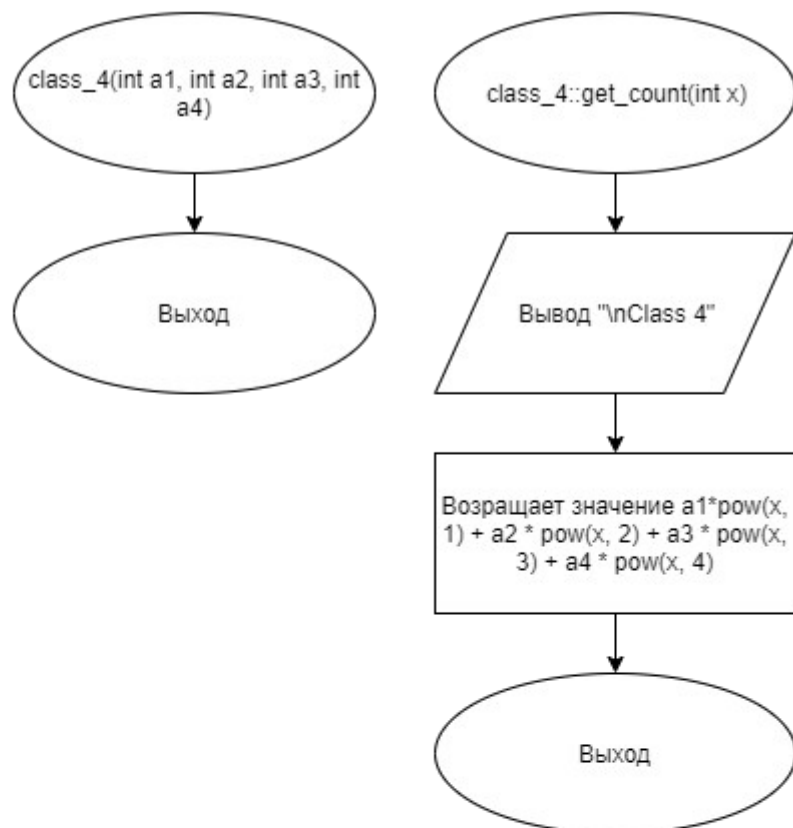 class_4(int a1, int a2, int a3, int
a4)
Выход
class_4::get_count(int x)
Вывод "\nClass 4"
Возращает значение a1*pow(x,
1) + a2 * pow(x, 2) + a3 * pow(x,
3) + a4 * pow(x, 4)
Выход